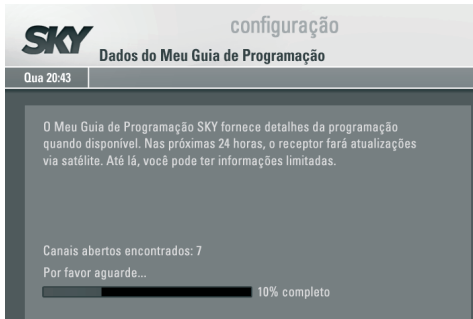 SKY
configuração
Dados do Meu Guia de Programação
Qua 20:43
O Meu Guia de Programação SKY fornece detalhes da programação
quando disponível. Nas próximas 24 horas, o receptor fará atualizações
via satélite. Até lá, você pode ter informações limitadas.
Canais abertos encontrados: 7
Por favor aguarde...
10% completo